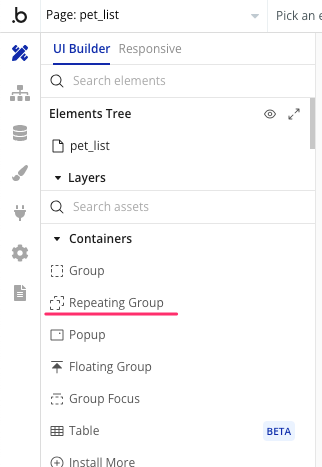 .b
Page: pet_list
Pick an e
UI Builder Responsive
Search elements
Elements Tree
pet_list
Layers
Search assets
Containers
Group
Repeating Group
Popup
Floating Group
Group Focus
Table BETA
Install More